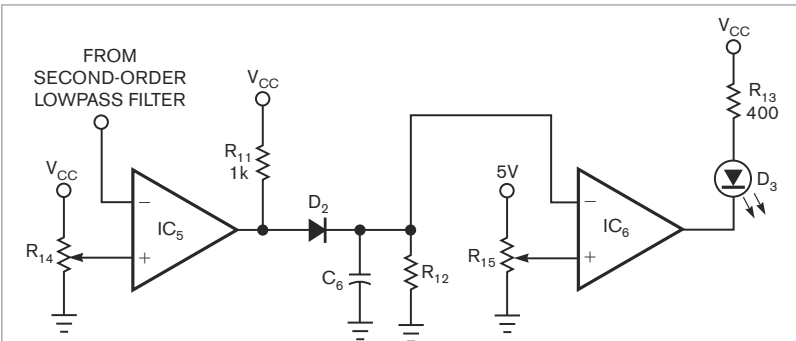 FROM
SECOND-ORDER
LOWPASS FILTER
VCC
R14
−
+
IC5
VCC
R11
1k
D2
C6
R12
5V
R15
−
+
IC6
VCC
R13
400
D3